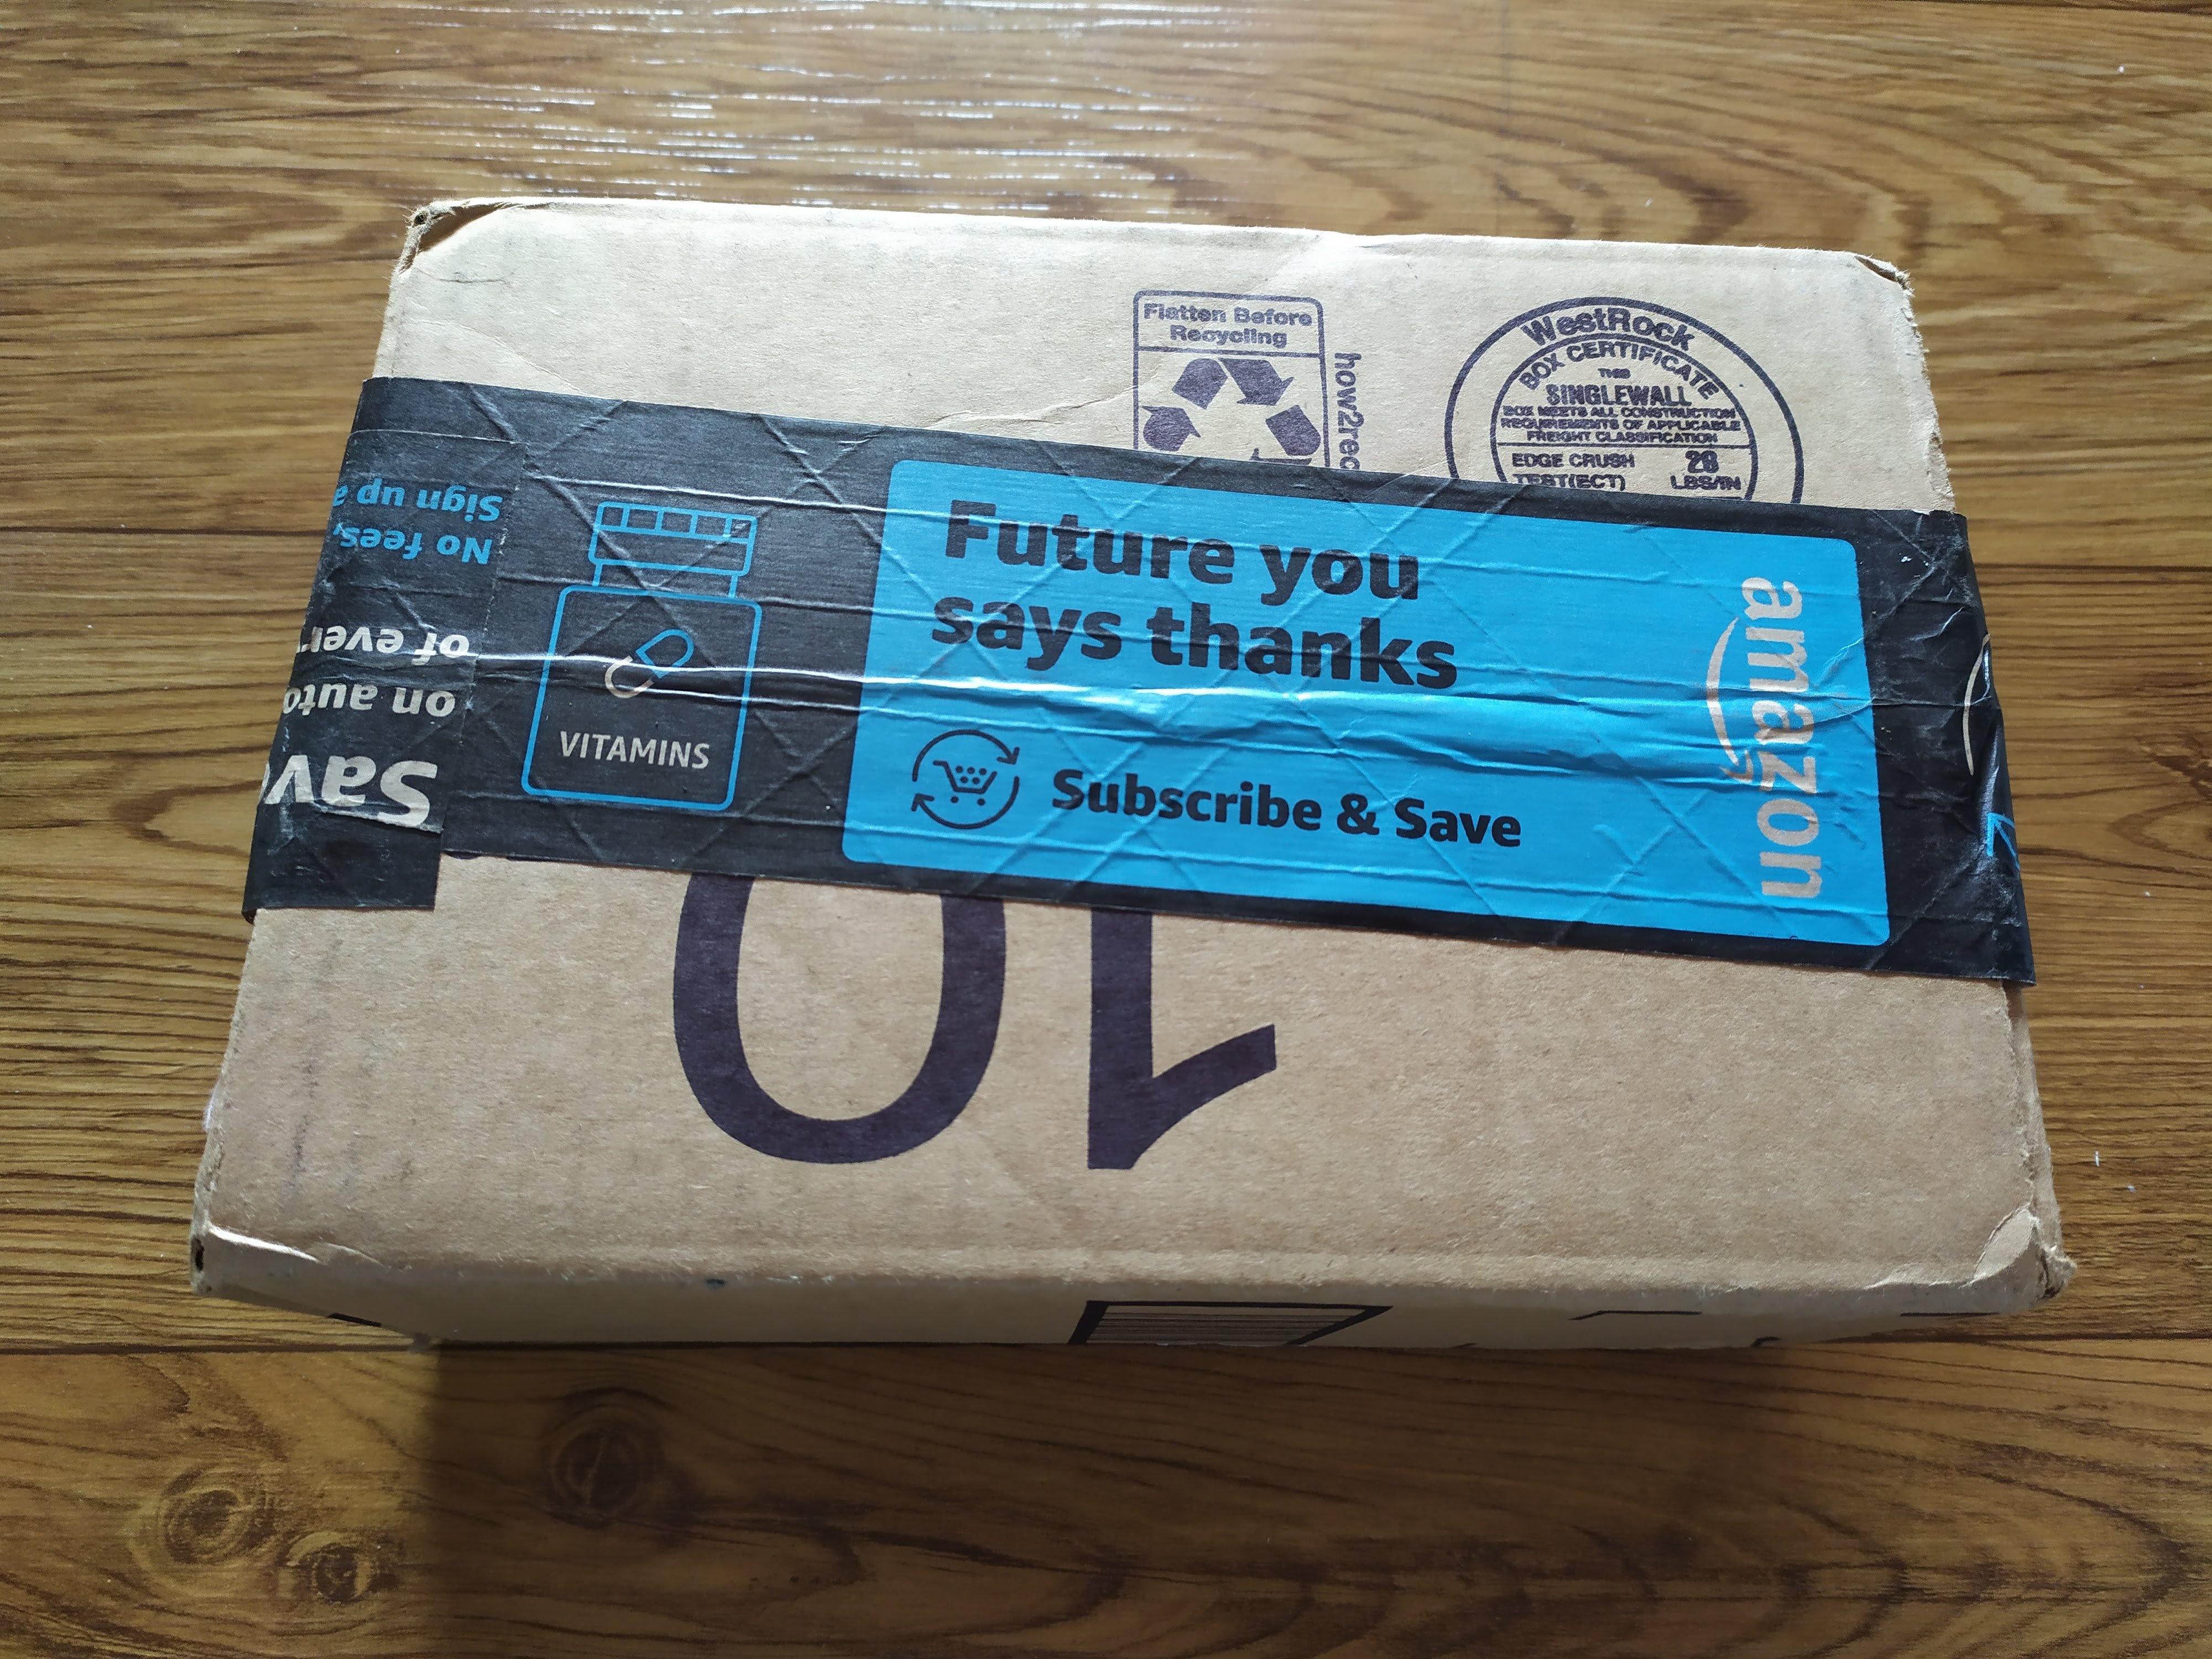 Flatten Before
Recycling
how2rec
WestRock
BOX CERTIFICATE
THIS
SINGLEWALL
BOX MEETS ALL CONSTRUCTION
REQUIREMENTS OF APPLICABLE
FREIGHT CLASSIFICATION
EDGE CRUSH
TEST (ECT)
LBS/IN
Future you
says thanks
Subscribe & Save
amazon
VITAMINS
Sav
on auto
of ever
No fees,
Sign up a
10